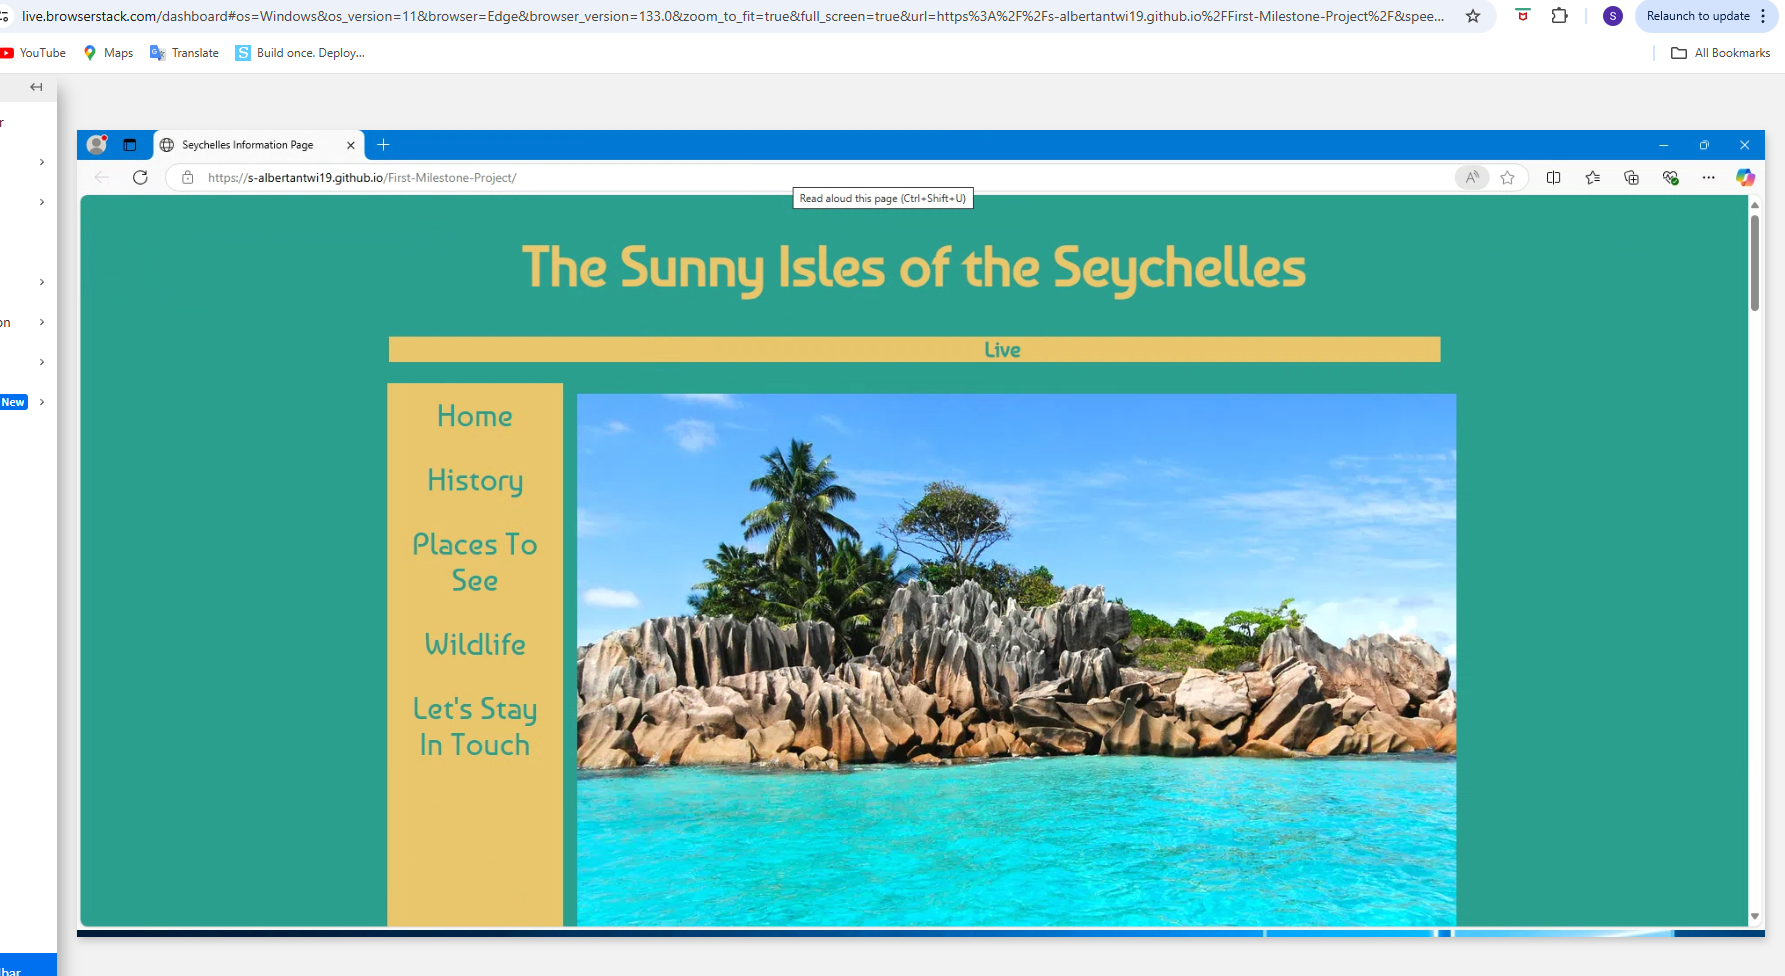 live.browserstack.com/dashboard#os=Windows&os_version=11&browser=Edge&browser_version=133.0&zoom_to_fit=true&full_screen=true&url=https%3A%2F%2Fs-albertantwi19.github.io%2FFirst-Milestone-Project%2F&spee...
S
Relaunch to update
YouTube
Maps
Translate
S
Build once. Deploy...
All Bookmarks
r
on
New
lbar
Seychelles Information Page
https://s-albertantwi19.github.io/First-Milestone-Project/
Read aloud this page (Ctrl+Shift+U)
The Sunny Isles of the Seychelles
Live
Home
History
Places To
See
Wildlife
Let's Stay
In Touch